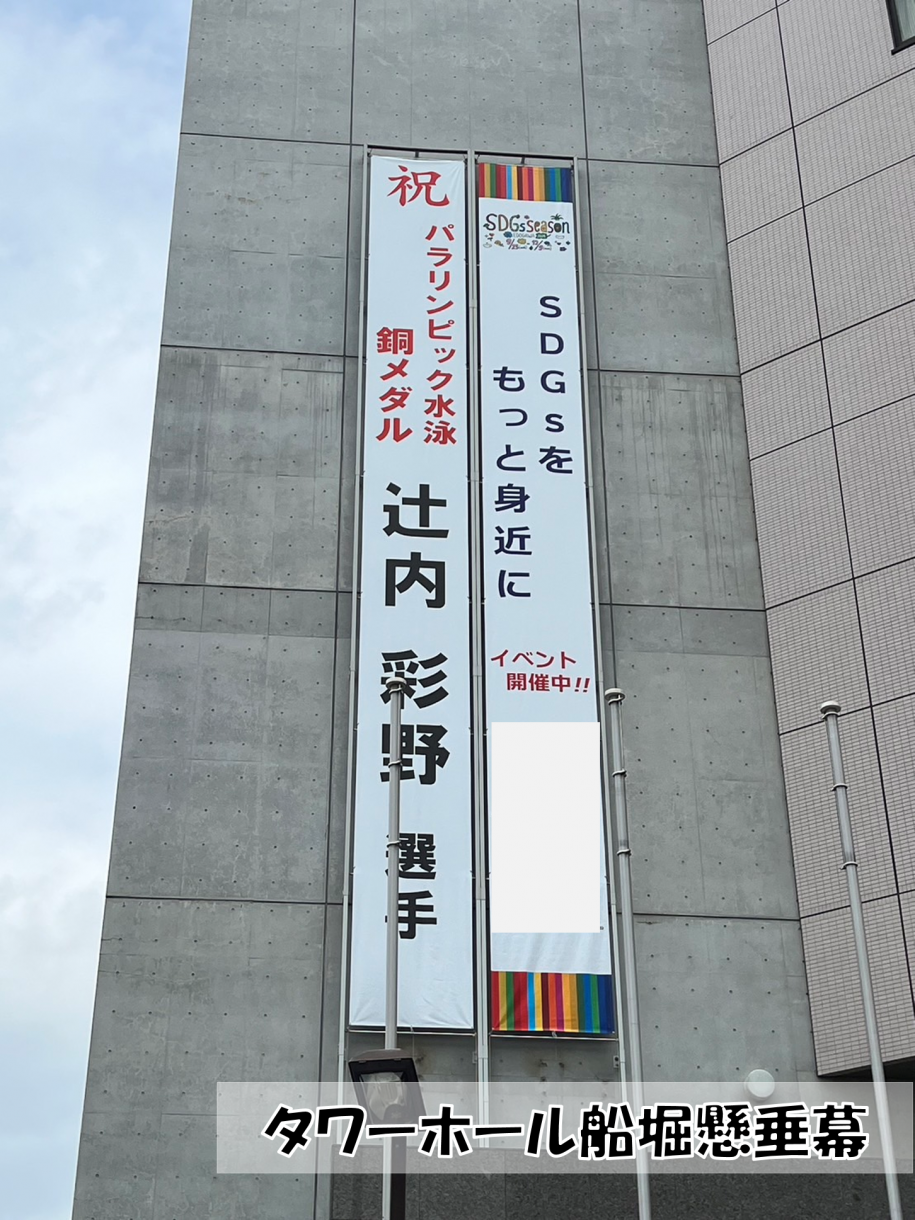 祝
パラリンピック水泳
銅メダル
辻内 彩野 選手
SDGs Season
SDGsを
もっと身近に
イベント
開催中!!
タワーホール船堀懸垂幕